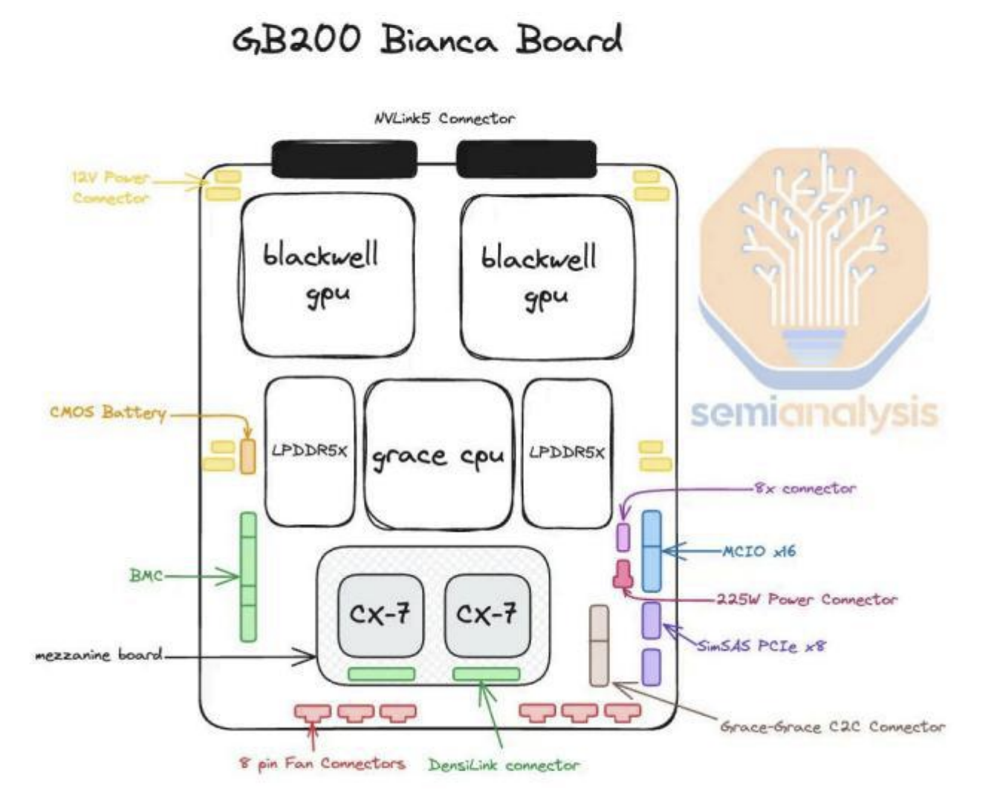 GB200 Bianca Board
NVLink5 Connector
12V Power
Connector
blackwell
gpu
blackwell
gpu
semianalysis
CMOS Battery
LPDDR5X
grace cpu
LPDDR5X
8x connector
MCIO x16
BMC
225W Power Connector
CX-7
CX-7
SimSAS PCIe x8
mezzanine board
Grace-Grace C2C Connector
8 pin Fan Connectors
DensiLink connector